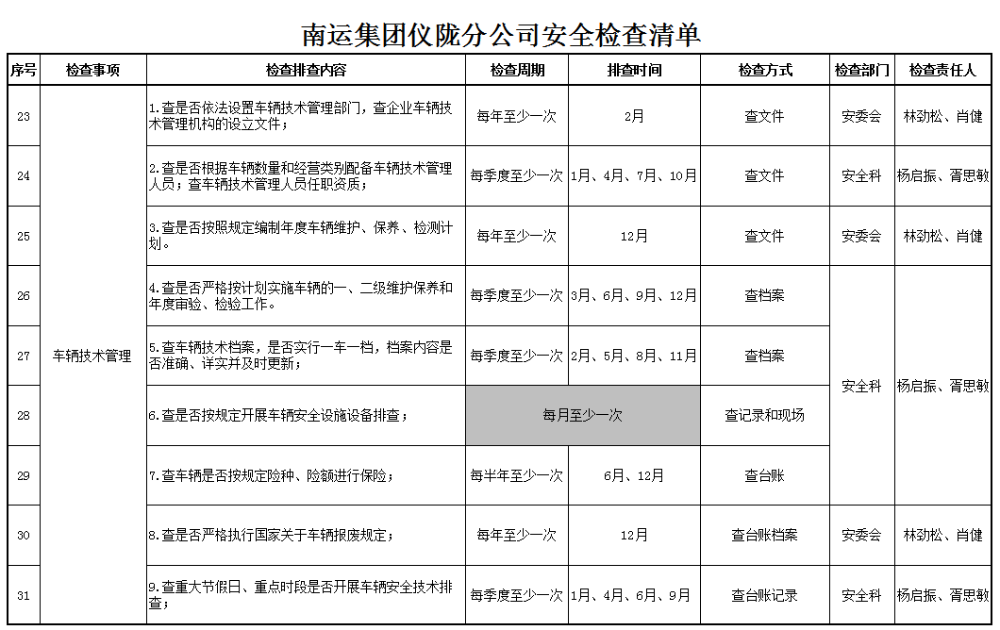 南运集团仪陇分公司安全检查清单
序号 检查事项 检查排查内容 检查周期 排查时间 检查方式 检查部门 检查责任人
23 1.查是否依法设置车辆技术管理部门，查企业车辆技
术管理机构的设立文件； 每年至少一次 2月 查文件 安委会 林劲松、肖健
24 2.查是否根据车辆数量和经营类别配备车辆技术管理
人员；查车辆技术管理人员任职资质； 每季度至少一次 1月、4月、7月、10月 查文件 安全科 杨启振、胥思敏
25 3.查是否按照规定编制年度车辆维护、保养、检测计
划。 每年至少一次 12月 查文件 安委会 林劲松、肖健
26 4.查是否严格按计划实施车辆的一、二级维护保养和
年度审验、检验工作。 每季度至少一次 3月、6月、9月、12月 查档案
27 车辆技术管理 5.查车辆技术档案，是否实行一车一档，档案内容是
否准确、详实并及时更新； 每季度至少一次 2月、5月、8月、11月 查档案
安全科 杨启振、胥思敏
28 6.查是否按规定开展车辆安全设施设备排查； 每月至少一次 查记录和现场
29 7.查车辆是否按规定险种、险额进行保险； 每半年至少一次 6月、12月 查台账
30 8.查是否严格执行国家关于车辆报废规定； 每年至少一次 12月 查台账档案 安委会 林劲松、肖健
31 9.查重大节假日、重点时段是否开展车辆安全技术排
查； 每季度至少一次 1月、4月、6月、9月 查台账记录 安全科 杨启振、胥思敏